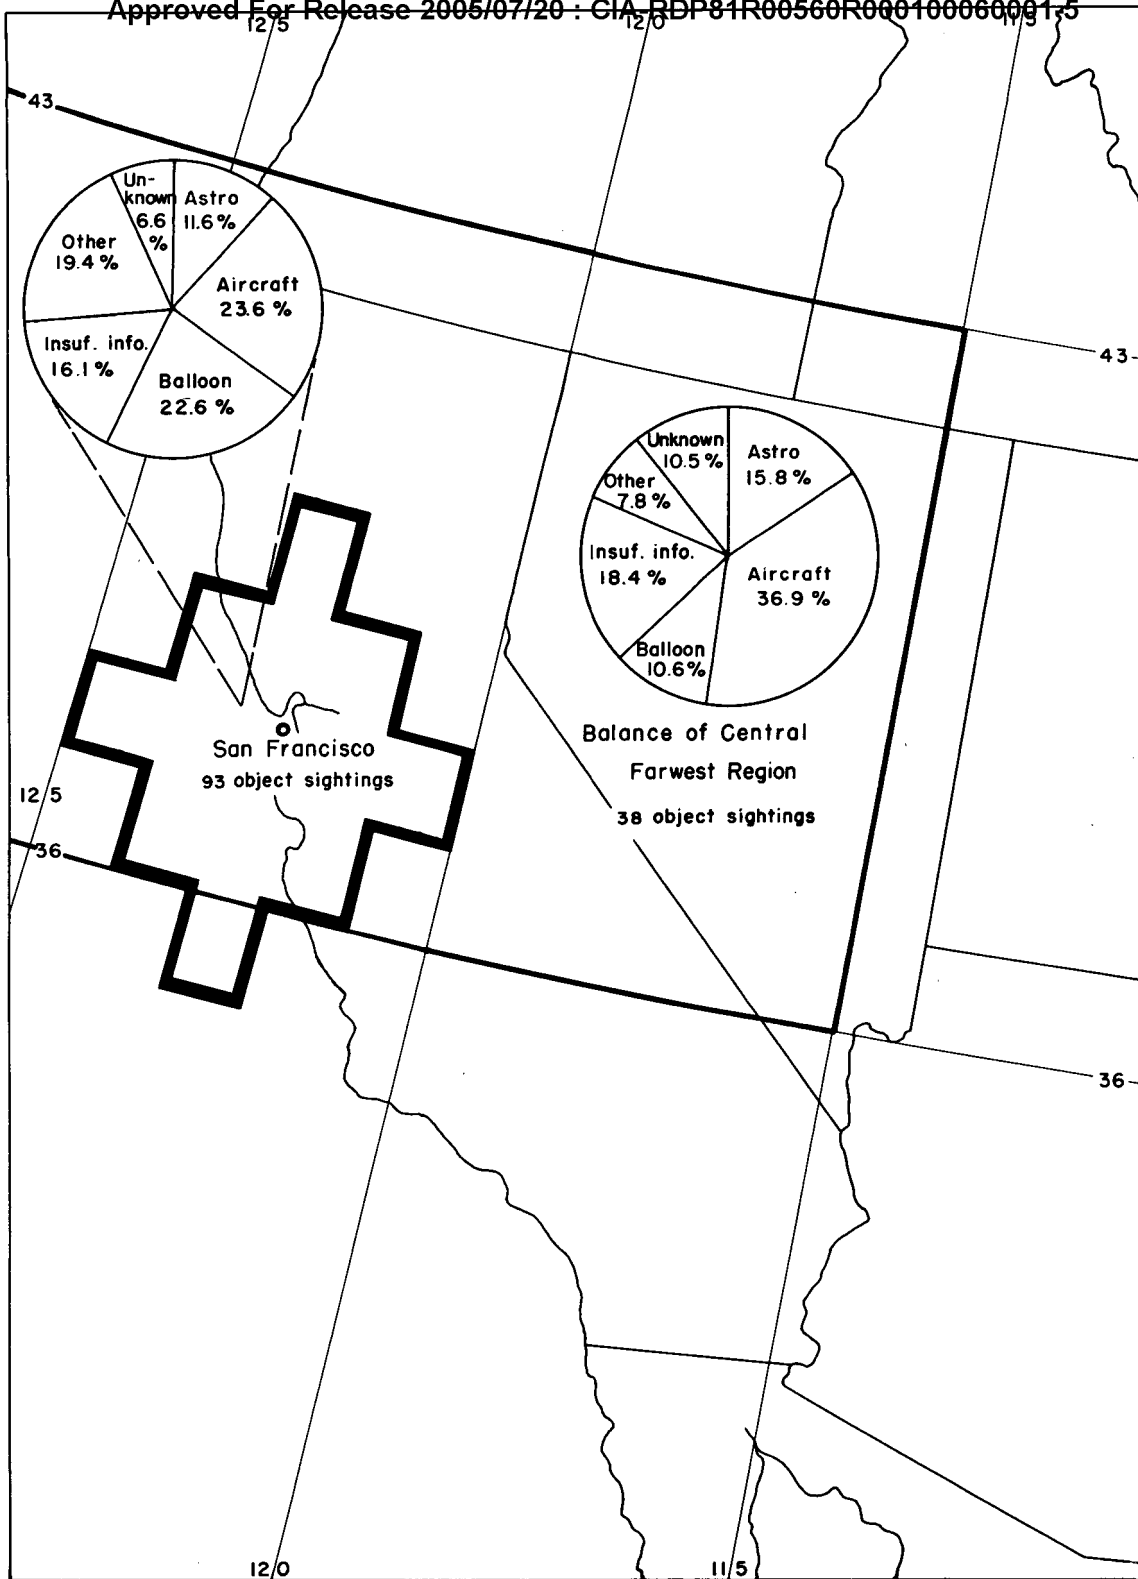 Approved For Release 2005/07/20 : CIA-RDP81R00560R000100060001-5
125
120
115
43
Un-
known
6.6
%
Astro
11.6 %
Other
19.4 %
Aircraft
23.6 %
Insuf. info.
16.1 %
Balloon
22.6 %
43
Unknown
10.5 %
Astro
15.8 %
Other
7.8 %
Insuf. info.
18.4 %
Aircraft
36.9 %
Balloon
10.6%
San Francisco
93 object sightings
Balance of Central
Farwest Region
38 object sightings
125
36
36
120
115